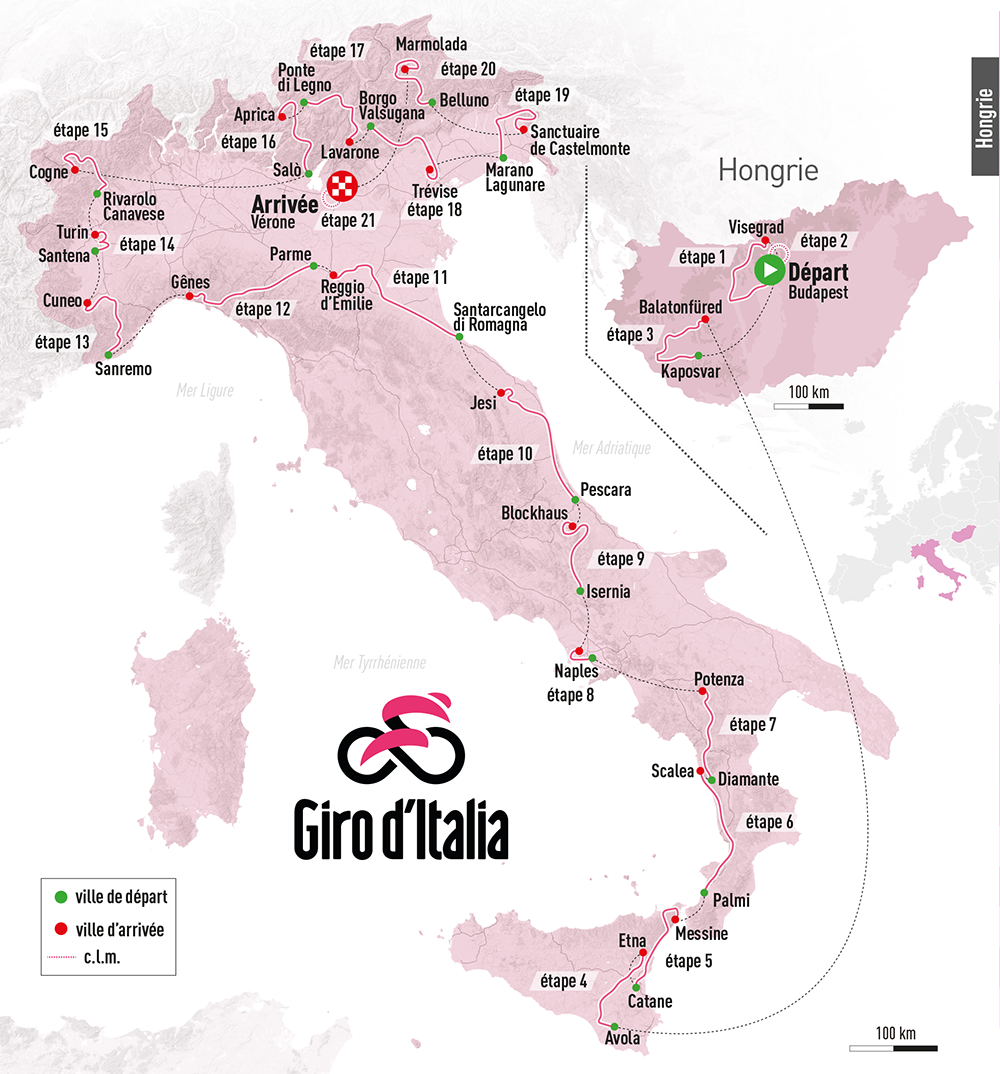 Hongrie
étape 17
Marmolada
étape 20
Ponte
di Legno
Borgo
Valsugana
Belluno
étape 19
Aprica
étape 16
étape 15
Lavarone
Sanctuaire
de Castelmonte
Cogne
Salò
Marano
Lagunare
Hongrie
Rivarolo
Canavese
Arrivée
Vérone
Trévise
étape 18
étape 21
Turin
étape 14
Santena
Visegrad
étape 2
étape 1
Départ
Budapest
Parme
étape 11
Gênes
Reggio
d'Emilie
étape 12
Cuneo
étape 13
Sanremo
Santarcangelo
di Romagna
Balatonfüred
étape 3
Kaposvar
100 km
Mer Ligure
Jesi
étape 10
Mer Adriatique
Pescara
Blockhaus
étape 9
Isernia
Mer Tyrrhénienne
Naples
étape 8
Potenza
étape 7
Scalea
Diamante
étape 6
Giro d'Italia
Palmi
ville de départ
ville d'arrivée
c.l.m.
Messine
Etna
étape 5
étape 4
Catane
Avola
100 km